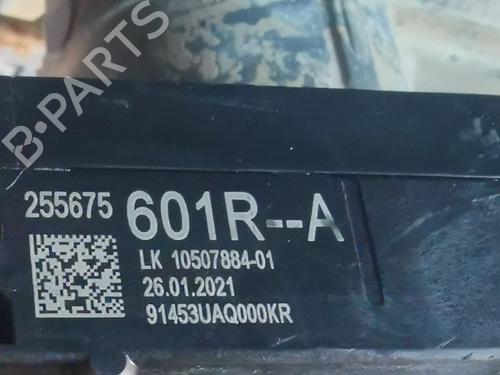 B-PARTS
255675 601R--A
LK 10507884-01
26.01.2021
91453UAQ000KR